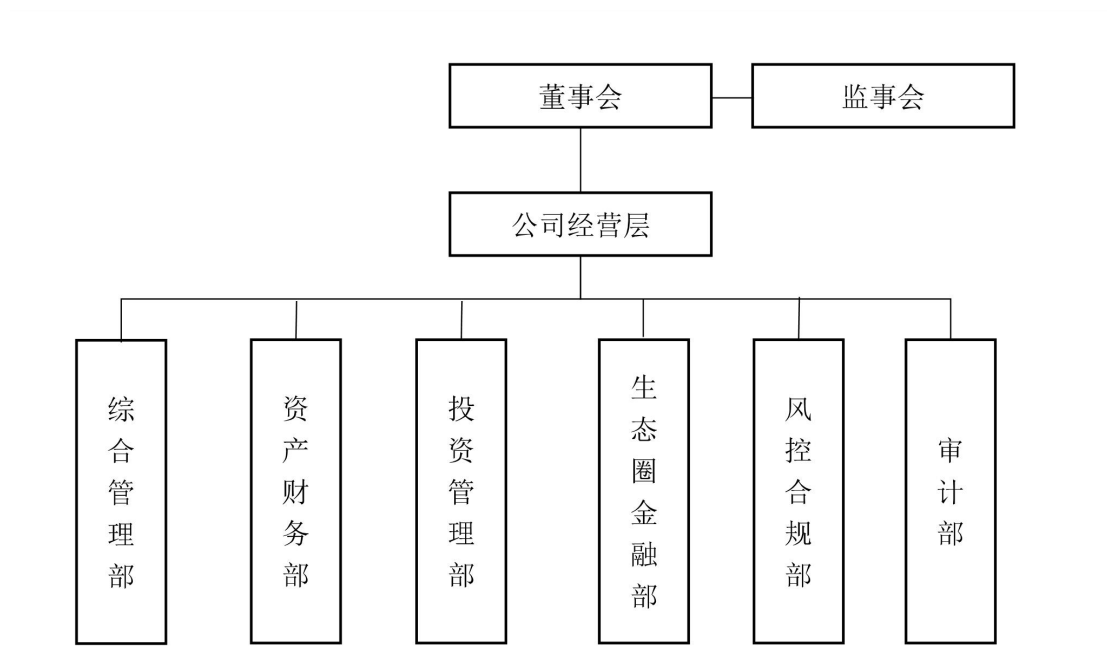 董事会
监事会
公司经营层
综合管理部
资产财务部
投资管理部
生态圈金融部
风控合规部
审计部